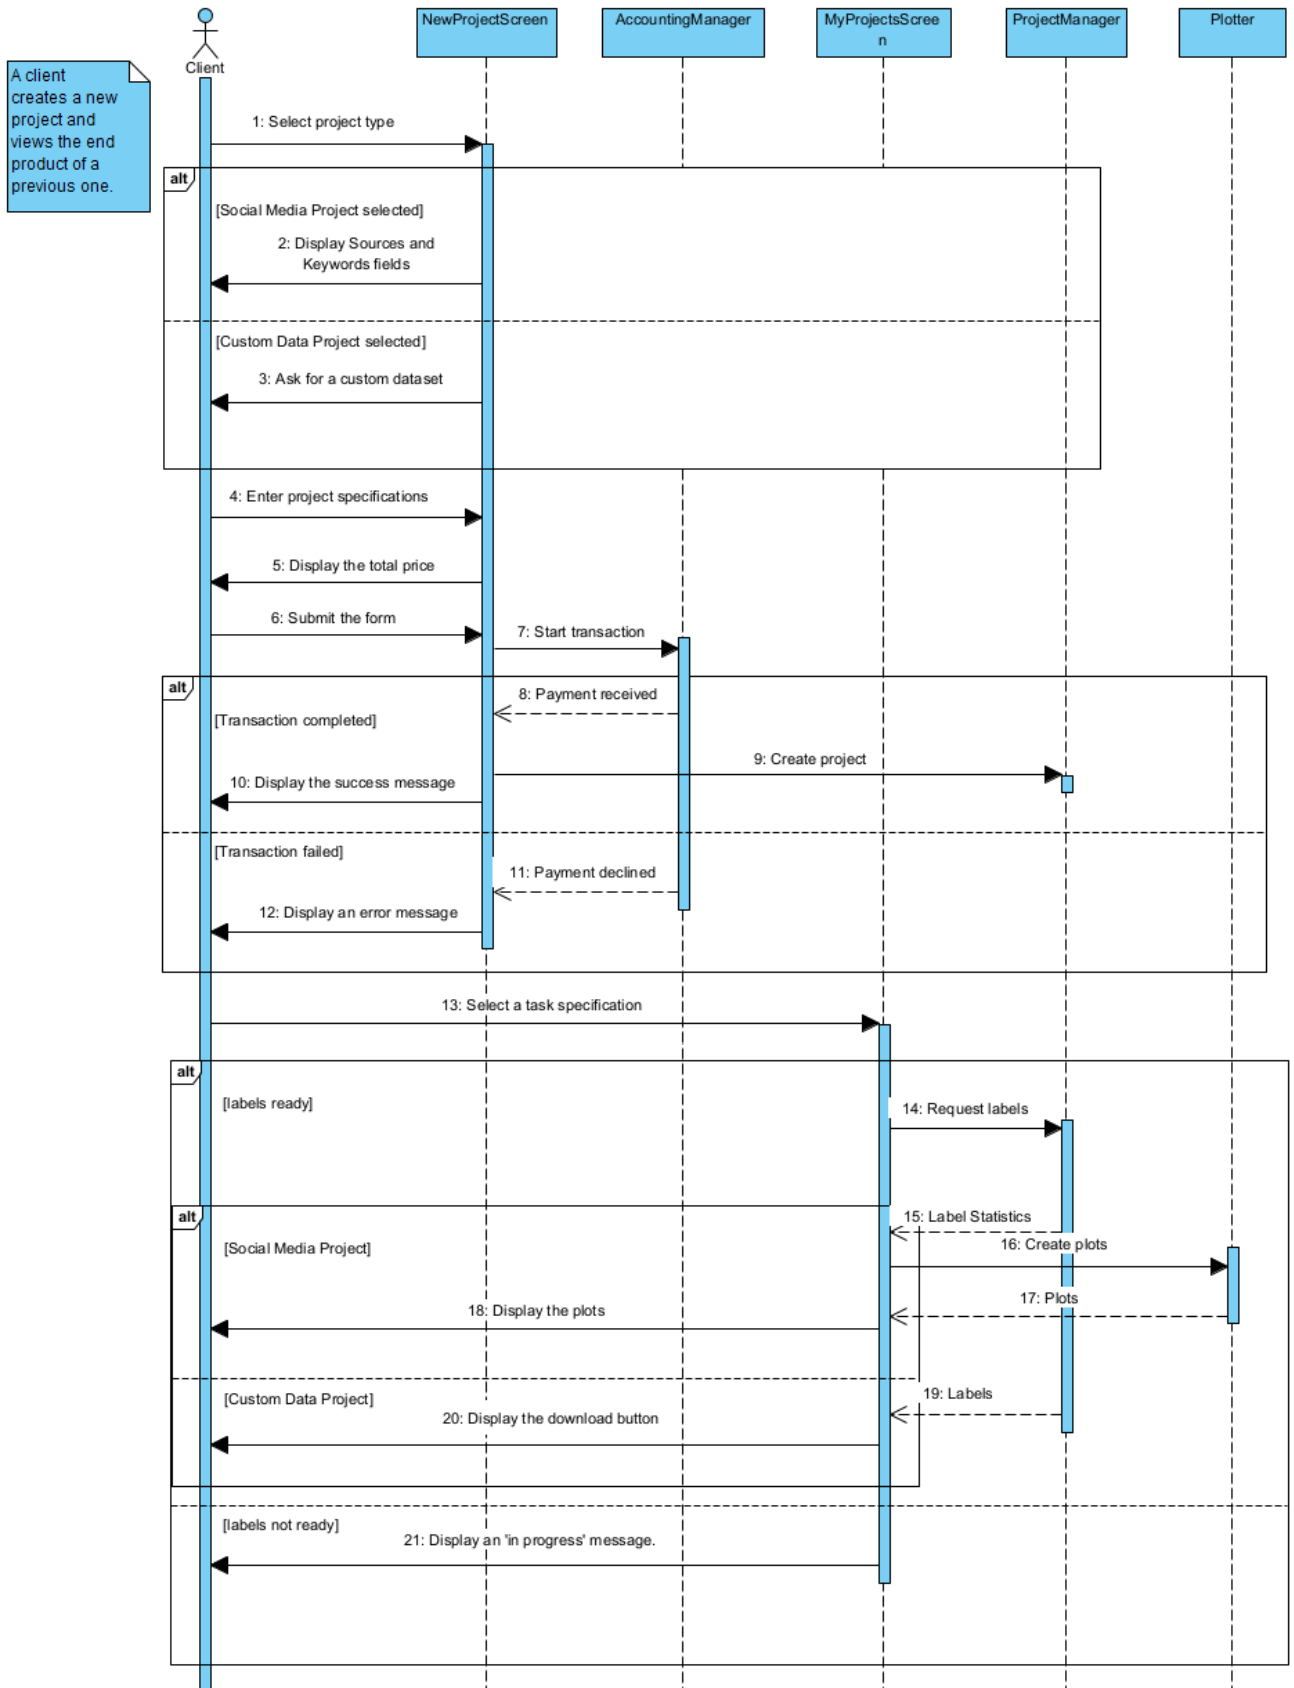 NewProjectScreen
AccountingManager
MyProjectsScree
n
ProjectManager
Plotter
Client
A client
creates a new
project and
views the end
product of a
previous one.
1: Select project type
alt
[Social Media Project selected]
2: Display Sources and
Keywords fields
[Custom Data Project selected]
3: Ask for a custom dataset
4: Enter project specifications
5: Display the total price
6: Submit the form
7: Start transaction
alt
8: Payment received
[Transaction completed]
9: Create project
10: Display the success message
[Transaction failed]
11: Payment declined
12: Display an error message
13: Select a task specification
alt
[labels ready]
14: Request labels
alt
15: Label Statistics
[Social Media Project]
16: Create plots
17: Plots
18: Display the plots
[Custom Data Project]
19: Labels
20: Display the download button
[labels not ready]
21: Display an 'in progress' message.